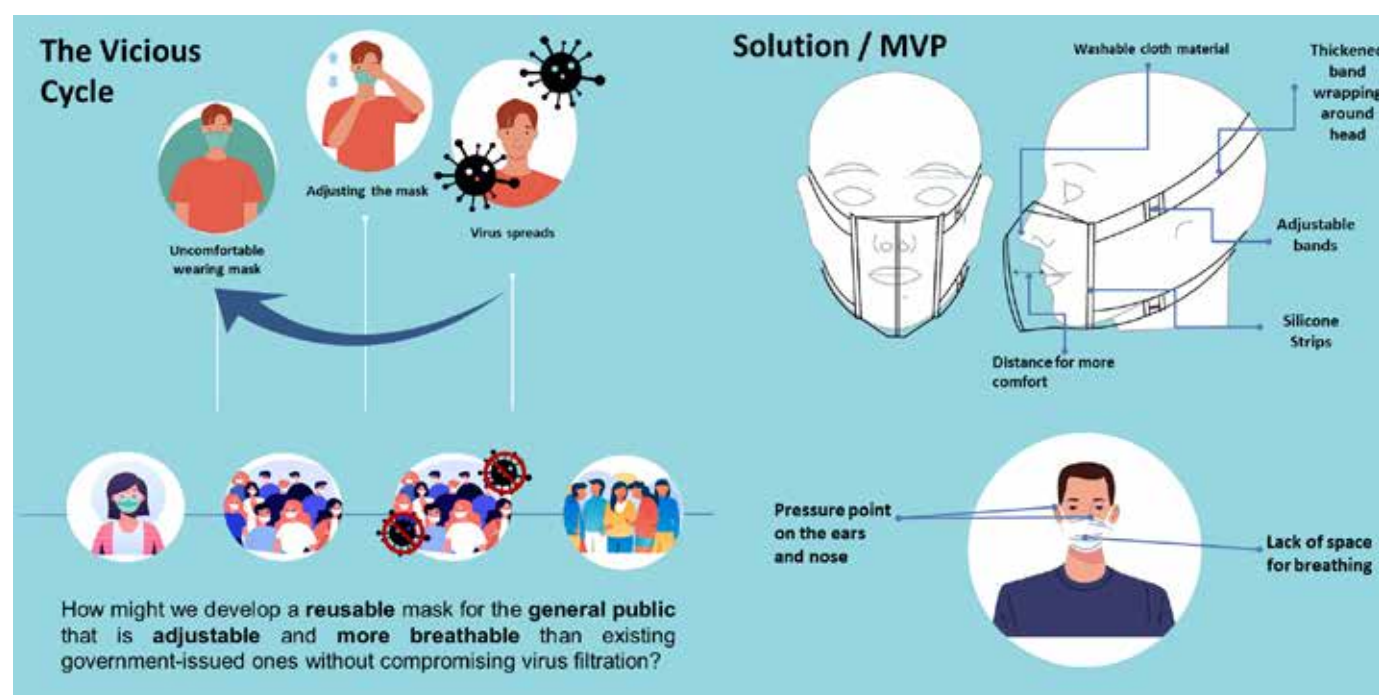 The Vicious
Cycle
Uncomfortable
wearing mask
Adjusting the mask
Virus spreads
How might we develop a reusable mask for the general public
that is adjustable and more breathable than existing
government-issued ones without compromising virus filtration?
Solution / MVP
Washable cloth material
Thickened
band
wrapping
around
head
Adjustable
bands
Silicone
Strips
Distance for more
comfort
Pressure point
on the ears
and nose
Lack of space
for breathing